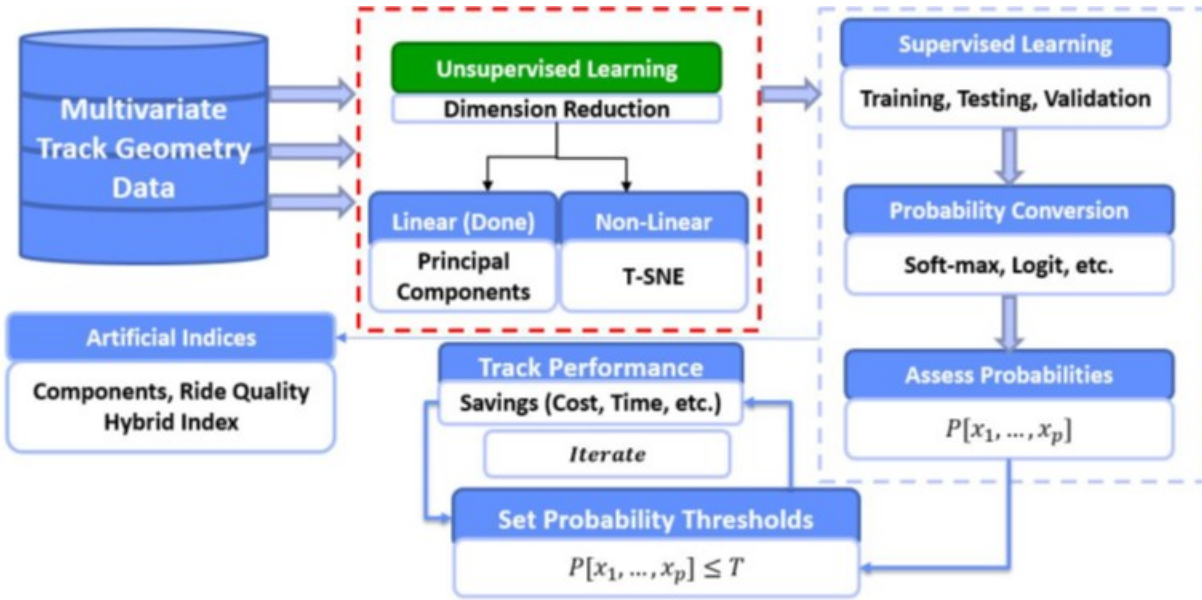 Multivariate
Track Geometry
Data
Unsupervised Learning
Dimension Reduction
Linear (Done)
Principal
Components
Non-Linear
T-SNE
Supervised Learning
Training, Testing, Validation
Probability Conversion
Soft-max, Logit, etc.
Assess Probabilities
P[x₁, ..., xₚ]
Artificial Indices
Components, Ride Quality
Hybrid Index
Track Performance
Savings (Cost, Time, etc.)
Iterate
Set Probability Thresholds
P[x₁, ..., xₚ] ≤ T